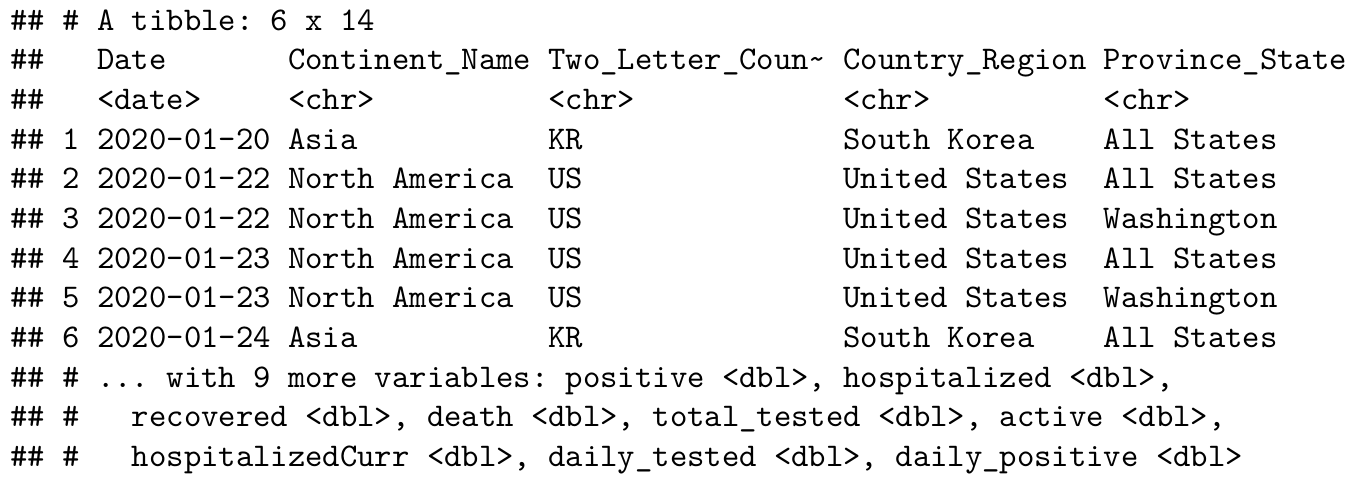 ## # A tibble: 6 x 14
##   Date       Continent_Name Two_Letter_Coun~ Country_Region Province_State
##   <date>     <chr>          <chr>            <chr>          <chr>
## 1 2020-01-20 Asia           KR               South Korea    All States
## 2 2020-01-22 North America  US               United States  All States
## 3 2020-01-22 North America  US               United States  Washington
## 4 2020-01-23 North America  US               United States  All States
## 5 2020-01-23 North America  US               United States  Washington
## 6 2020-01-24 Asia           KR               South Korea    All States
## # ... with 9 more variables: positive <dbl>, hospitalized <dbl>,
## #   recovered <dbl>, death <dbl>, total_tested <dbl>, active <dbl>,
## #   hospitalizedCurr <dbl>, daily_tested <dbl>, daily_positive <dbl>